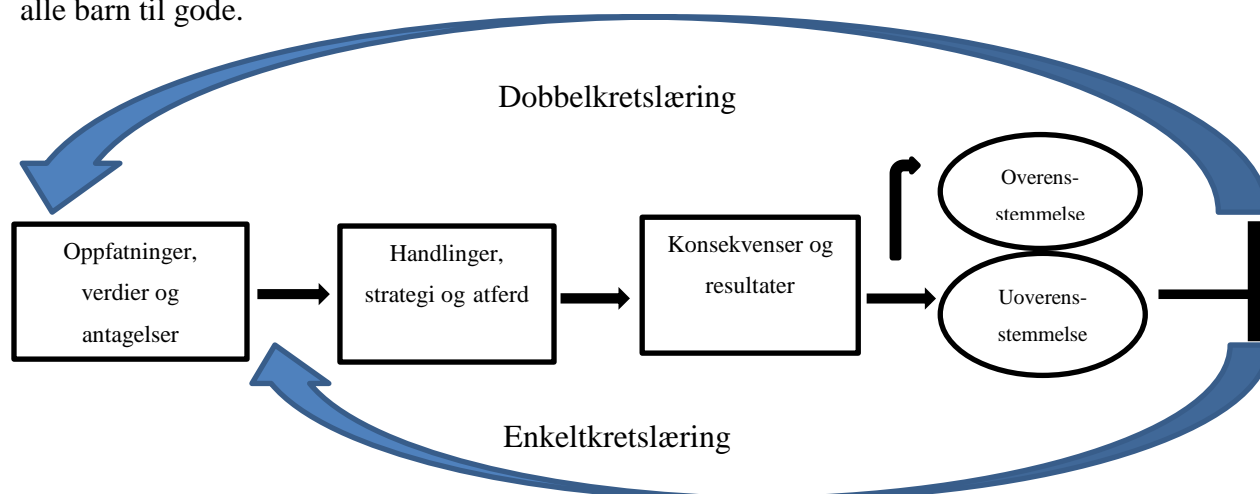 alle barn til gode.
Dobbelkretslæring
Oppfatninger,
verdier og
antagelser
Handlinger,
strategi og atferd
Konsekvenser og
resultater
Overens-
stemmelse
Uoverens-
stemmelse
Enkeltkretslæring